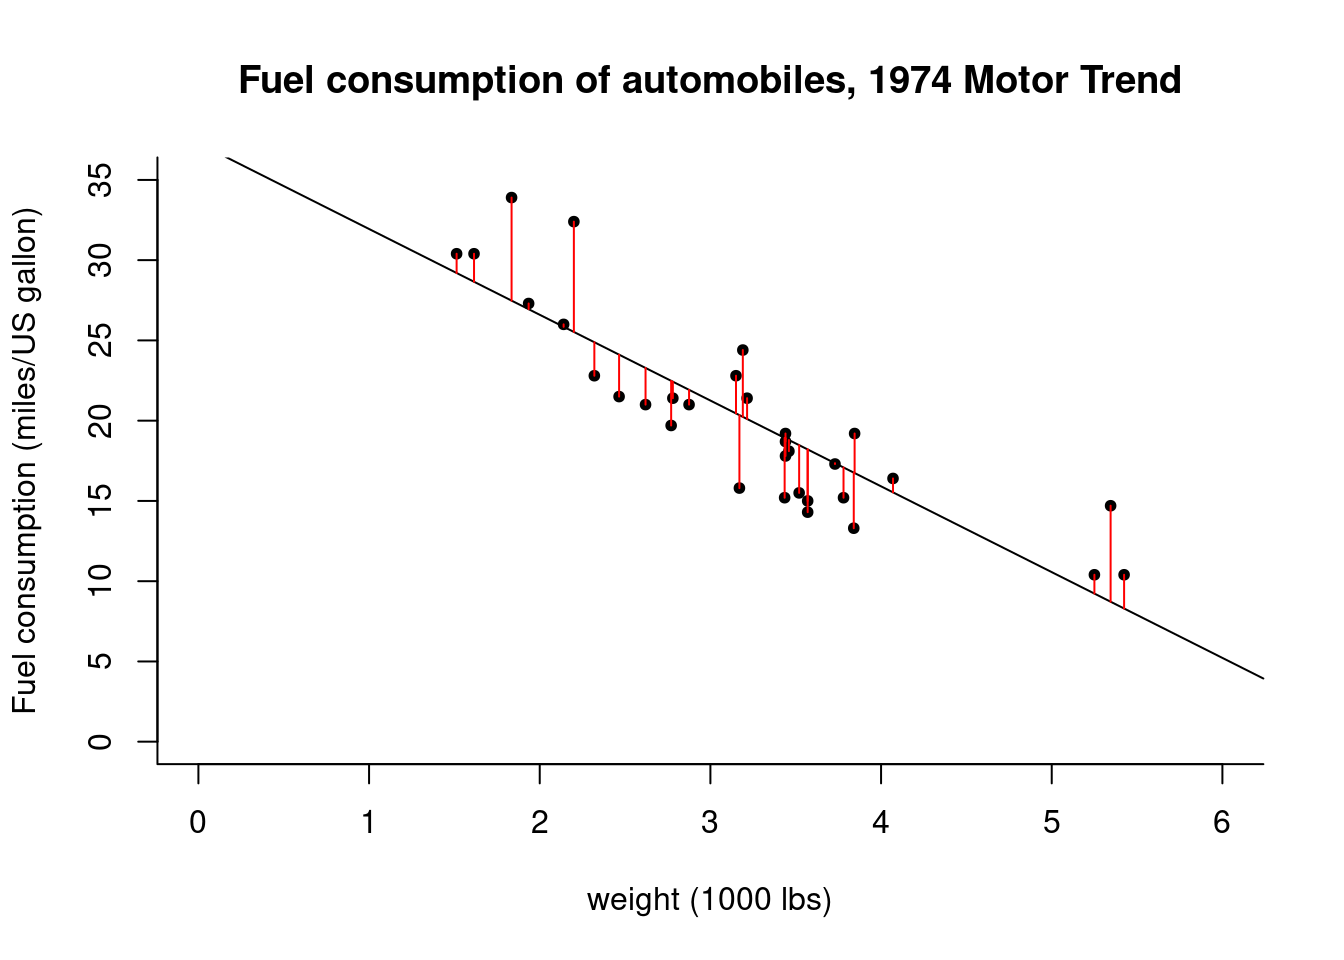 Fuel consumption of automobiles, 1974 Motor Trend
Fuel consumption (miles/US gallon)
35
30
25
20
15
10
5
0
0 1 2 3 4 5 6
weight (1000 lbs)